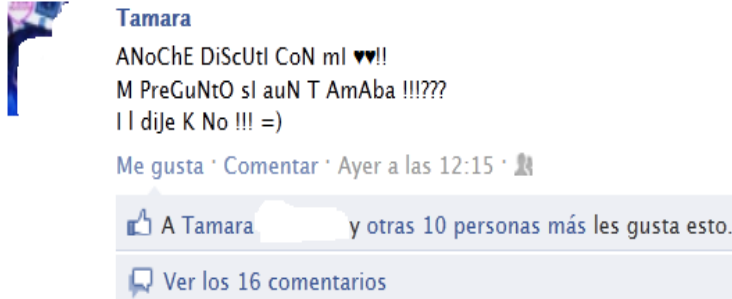 Tamara
ANoChE DiScUtI CoN mI ♥♥!!
M PreGuNtO sI auN T AmAba !!!???
I l diJe K No !!! =)
Me gusta · Comentar · Ayer a las 12:15 ·
A Tamara y otras 10 personas más les gusta esto.
Ver los 16 comentarios